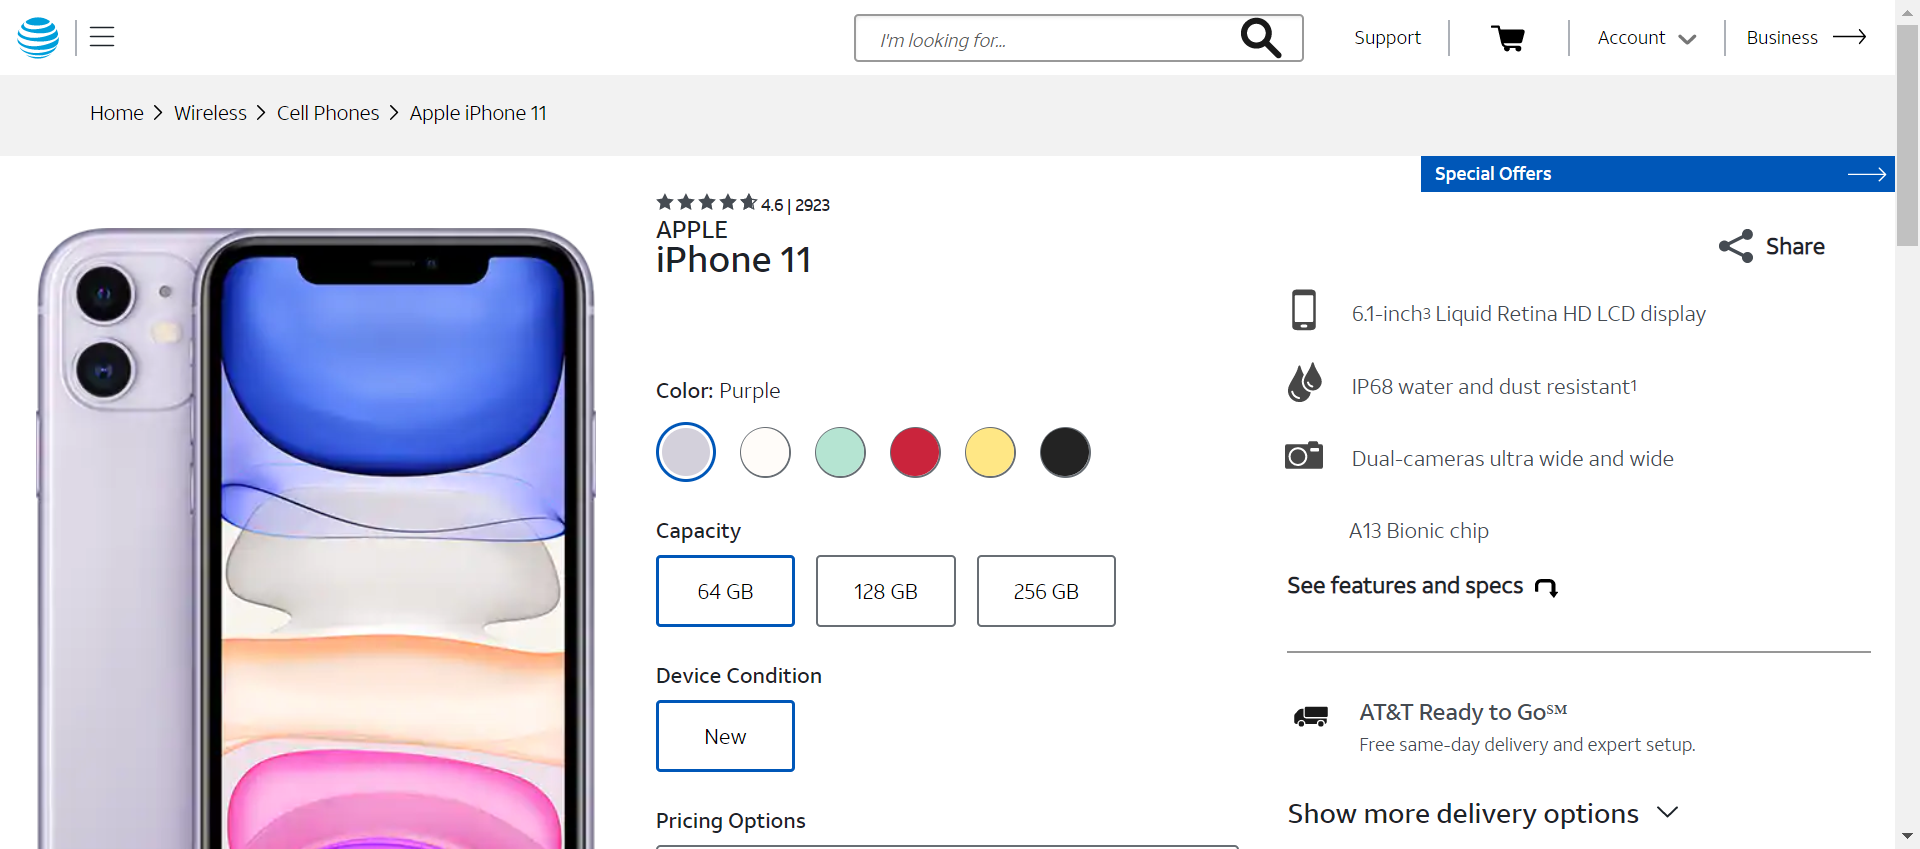 I'm looking for...
Support
Account
Business
Home
Wireless
Cell Phones
Apple iPhone 11
Special Offers
4.6 | 2923
APPLE
iPhone 11
Share
6.1-inch3 Liquid Retina HD LCD display
IP68 water and dust resistant¹
Dual-cameras ultra wide and wide
A13 Bionic chip
See features and specs
Color: Purple
Capacity
64 GB
128 GB
256 GB
Device Condition
New
Pricing Options
AT&T Ready to Go℠
Free same-day delivery and expert setup.
Show more delivery options